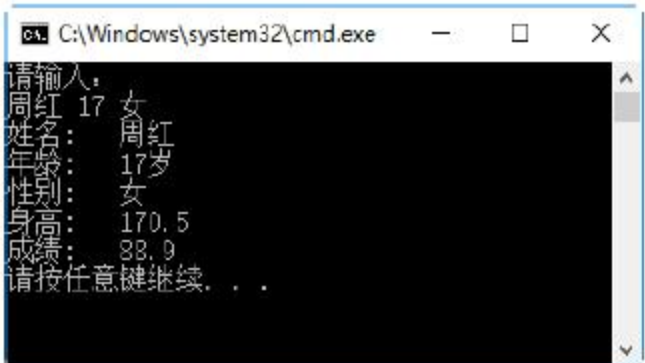 C:\Windows\system32\cmd.exe
请输入：
周红 17 女
姓名： 周红
年龄： 17岁
性别： 女
身高： 170.5
成绩： 88.9
请按任意键继续. . .